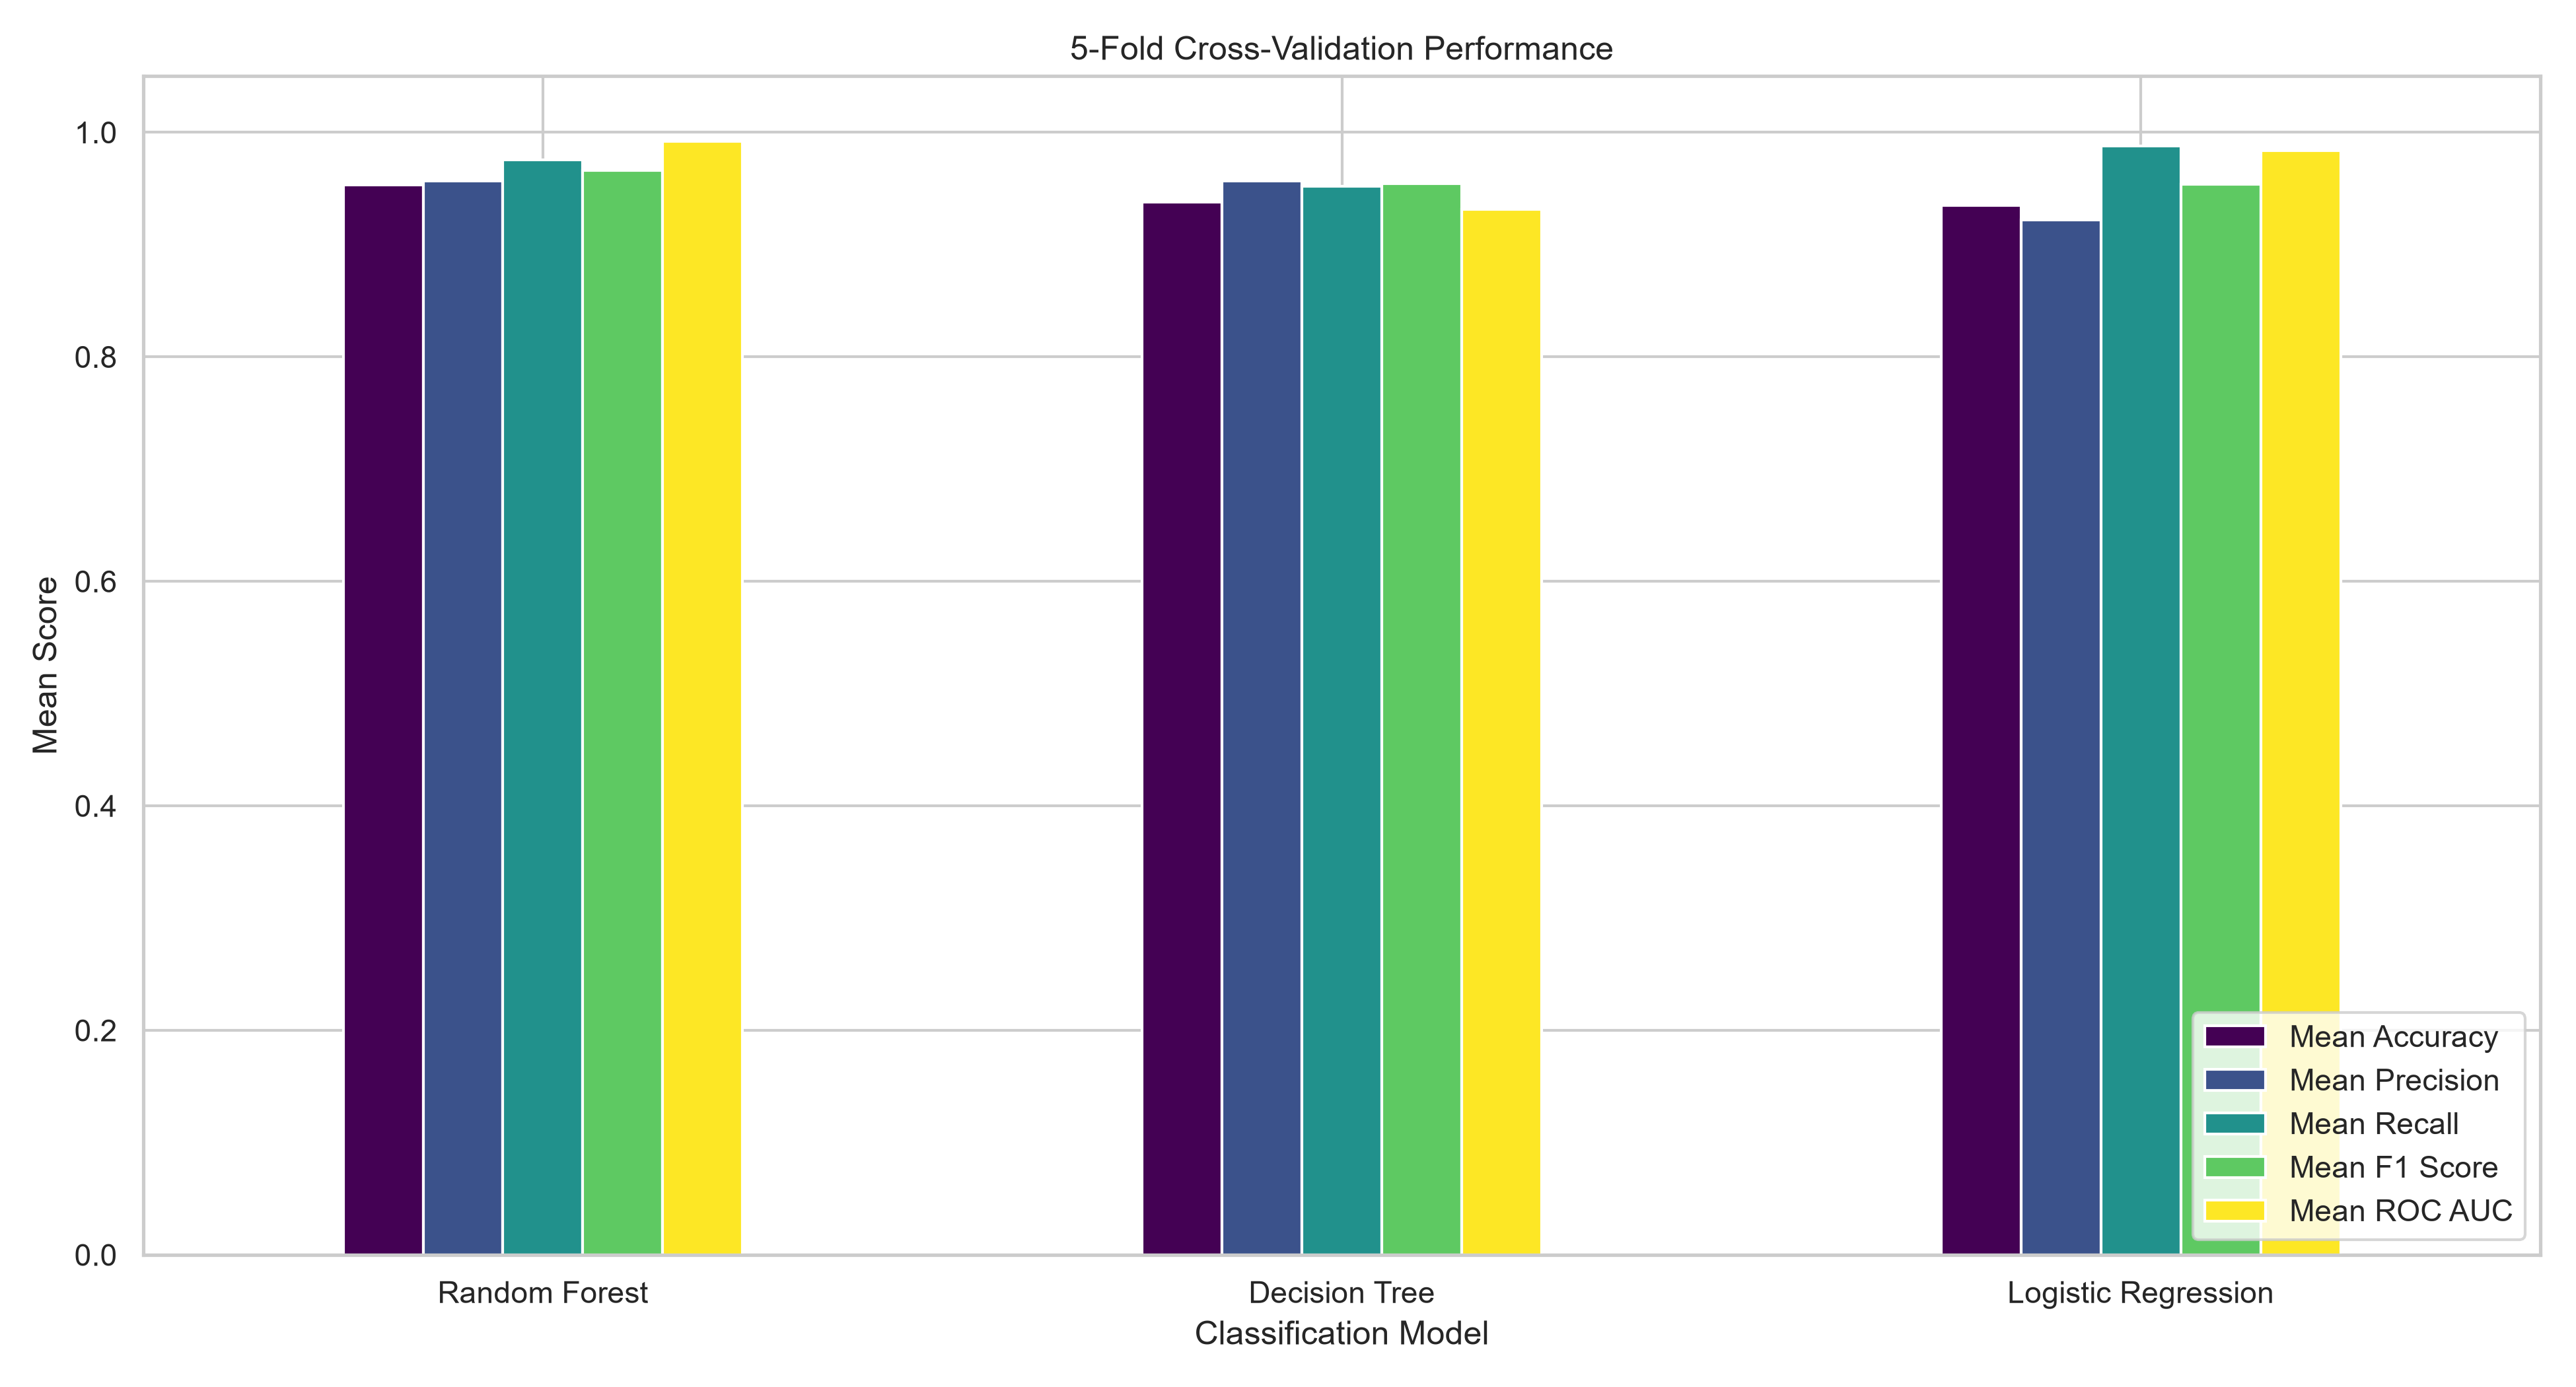 5-Fold Cross-Validation Performance
Mean Score
1.0
0.8
0.6
0.4
0.2
0.0
Random Forest
Decision Tree
Logistic Regression
Classification Model
Mean Accuracy
Mean Precision
Mean Recall
Mean F1 Score
Mean ROC AUC